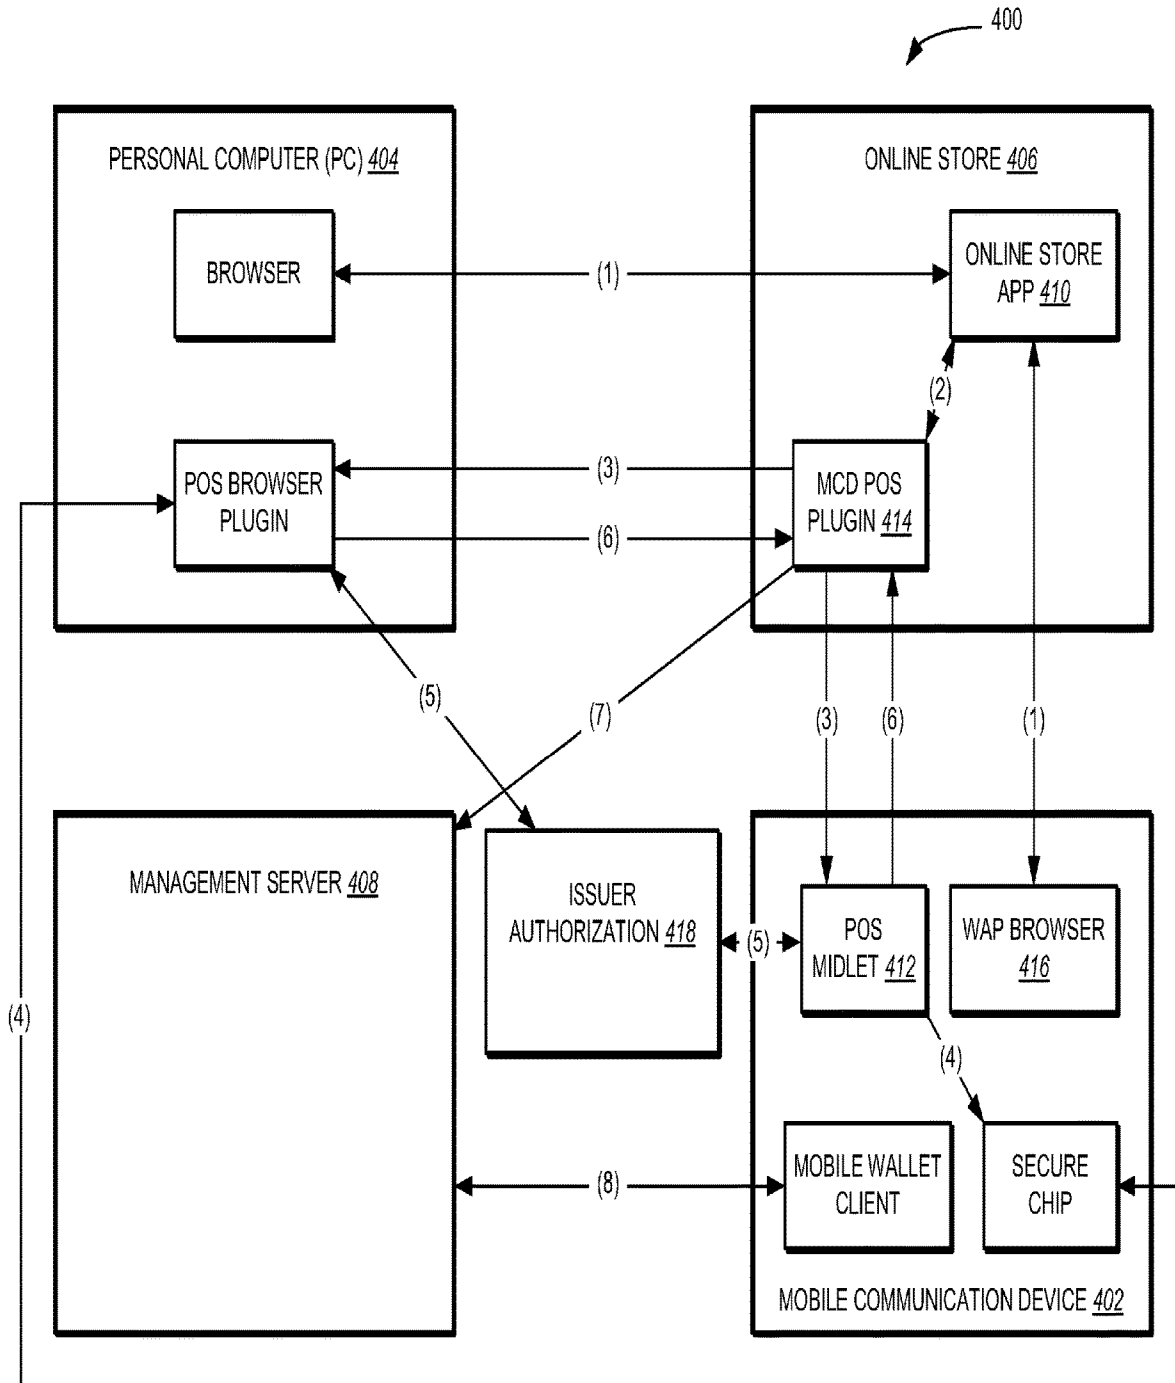 400
PERSONAL COMPUTER (PC) 404
ONLINE STORE 406
BROWSER
(1)
ONLINE STORE
APP 410
(2)
POS BROWSER
PLUGIN
(3)
(6)
MCD POS
PLUGIN 414
(5)
(7)
(3)
(6)
(1)
MANAGEMENT SERVER 408
ISSUER
AUTHORIZATION 418
(5)
POS
MIDLET 412
WAP BROWSER
416
(4)
(4)
(8)
MOBILE WALLET
CLIENT
SECURE
CHIP
MOBILE COMMUNICATION DEVICE 402